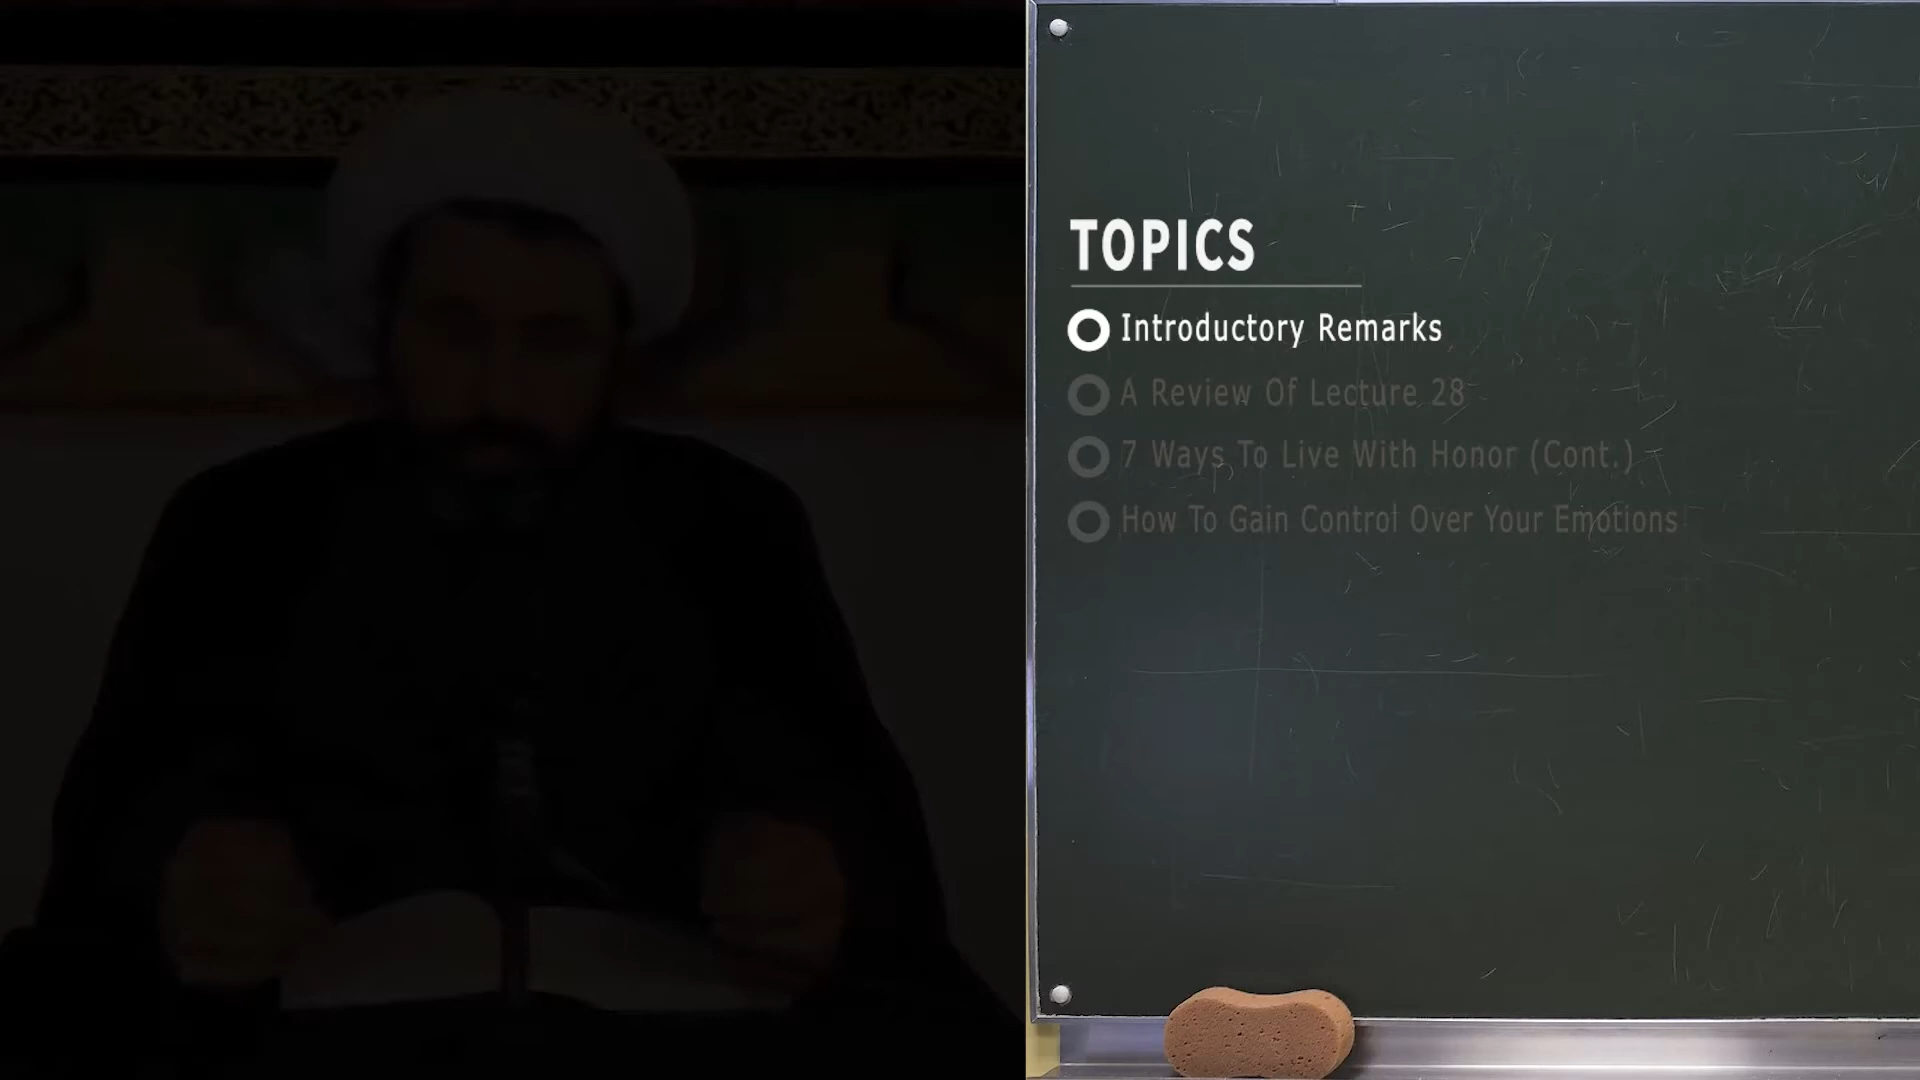 TOPICS
Introductory Remarks
A Review Of Lecture 28
7 Ways To Live With Honor (Cont.)
How To Gain Control Over Your Emotions